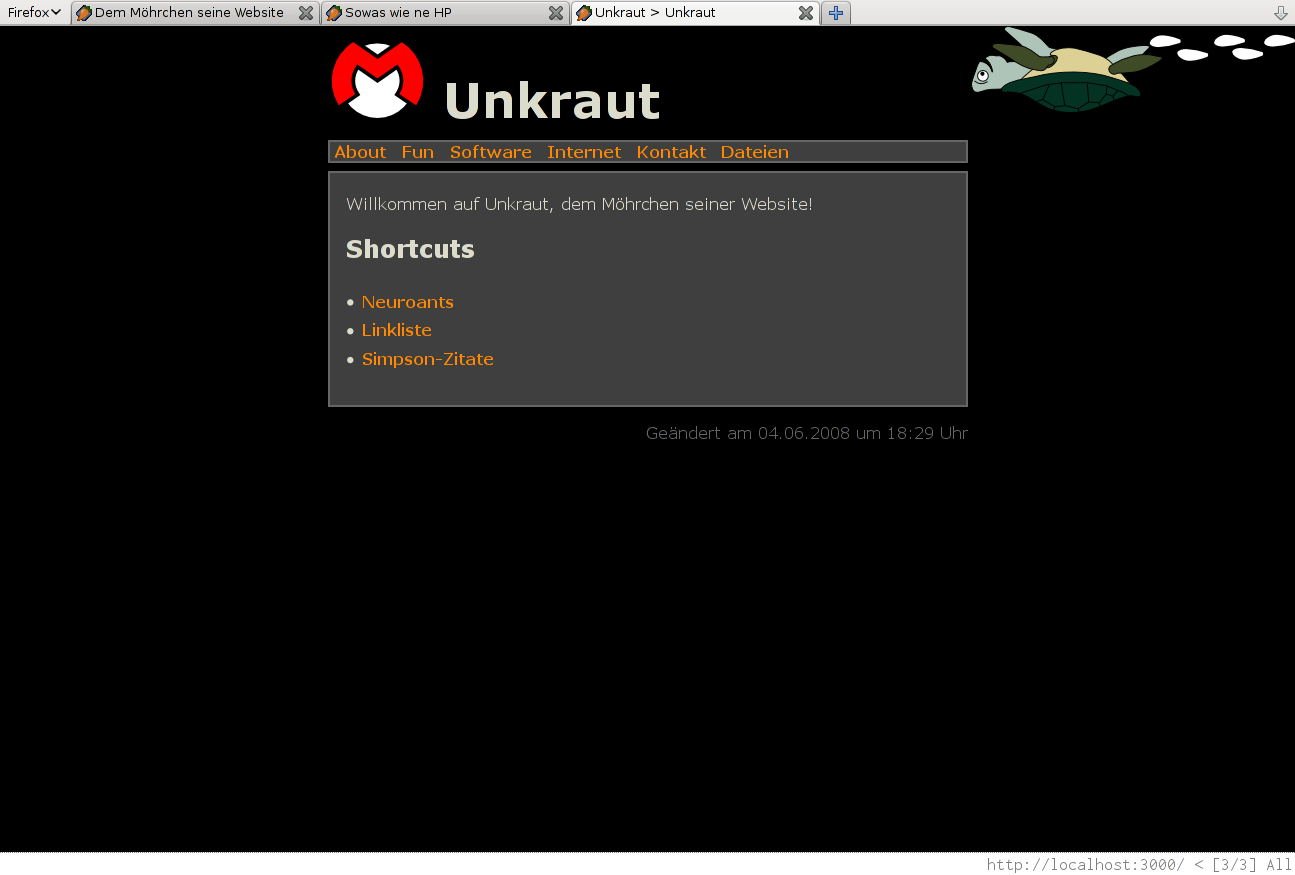 Firefox Dem Möhrchen seine Website Sowas wie ne HP Unkraut > Unkraut
Unkraut
About Fun Software Internet Kontakt Dateien
Willkommen auf Unkraut, dem Möhrchen seiner Website!
Shortcuts
• Neuroants
• Linkliste
• Simpson-Zitate
Geändert am 04.06.2008 um 18:29 Uhr
http://localhost:3000/ < [3/3] All